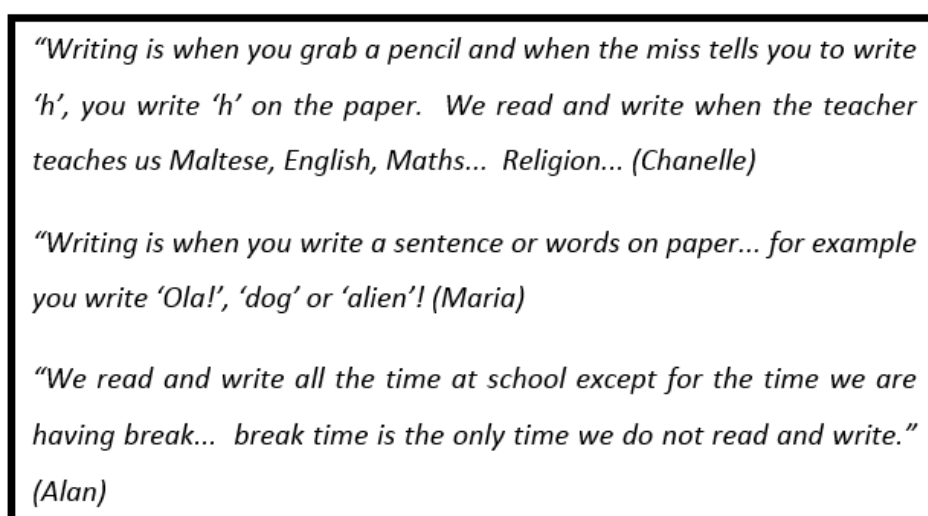 “Writing is when you grab a pencil and when the miss tells you to write
‘h’, you write ‘h’ on the paper. We read and write when the teacher
teaches us Maltese, English, Maths... Religion... (Chanelle)
“Writing is when you write a sentence or words on paper... for example
you write ‘Ola!’, ‘dog’ or ‘alien’! (Maria)
“We read and write all the time at school except for the time we are
having break... break time is the only time we do not read and write.”
(Alan)